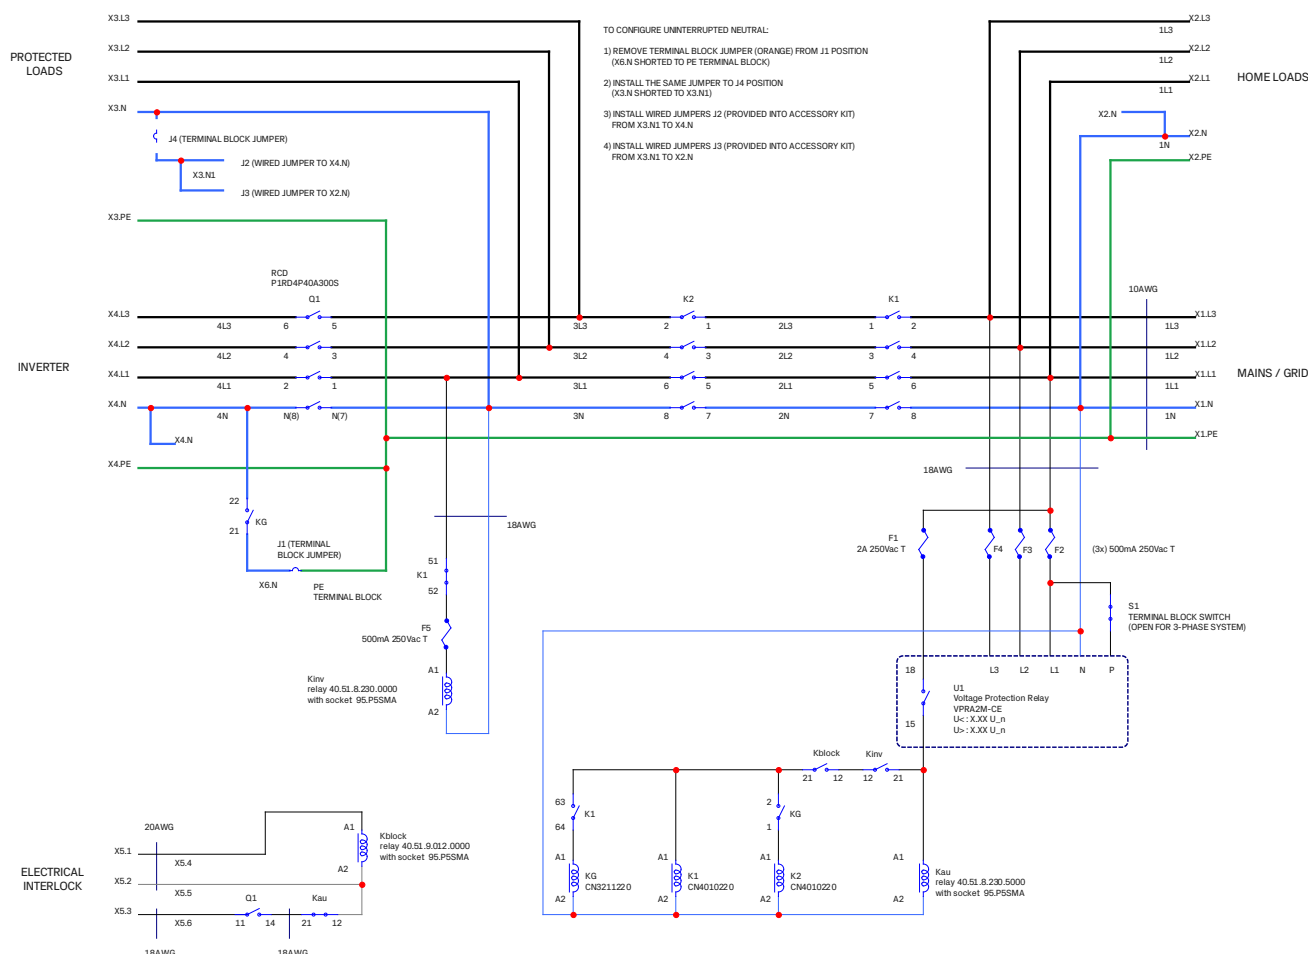 X3.L3
X3.L2
X3.L1
X3.N
PROTECTED
LOADS
J4 (TERMINAL BLOCK JUMPER)
J2 (WIRED JUMPER TO X4.N)
X3.N1
J3 (WIRED JUMPER TO X2.N)
X3.PE
TO CONFIGURE UNINTERRUPTED NEUTRAL:
1) REMOVE TERMINAL BLOCK JUMPER (ORANGE) FROM J1 POSITION
(X6.N SHORTED TO PE TERMINAL BLOCK)
2) INSTALL THE SAME JUMPER TO J4 POSITION
(X3.N SHORTED TO X3.N1)
3) INSTALL WIRED JUMPERS J2 (PROVIDED INTO ACCESSORY KIT)
FROM X3.N1 TO X4.N
4) INSTALL WIRED JUMPERS J3 (PROVIDED INTO ACCESSORY KIT)
FROM X3.N1 TO X2.N
X2.L3
1L3
X2.L2
1L2
X2.L1
1L1
HOME LOADS
X2.N
X2.N
1N
X2.PE
RCD
P1RD4P40A300S
Q1
K2
K1
10AWG
X4.L3
4L3
6
5
3L3
2
1
2L3
1
2
X1.L3
1L3
X4.L2
4L2
4
3
3L2
4
3
2L2
3
4
X1.L2
1L2
INVERTER
X4.L1
4L1
2
1
3L1
6
5
2L1
5
6
X1.L1
1L1
MAINS / GRID
X4.N
4N
N(8)
N(7)
3N
8
7
2N
7
8
X1.N
1N
X4.N
X1.PE
X4.PE
18AWG
22
KG
21
J1 (TERMINAL
BLOCK JUMPER)
X6.N
PE
TERMINAL BLOCK
18AWG
51
K1
52
F5
500mA 250Vac T
A1
Kinv
relay 40.51.8.230.0000
with socket 95.P5SMA
A2
F1
2A 250Vac T
F4
F3
F2
(3x) 500mA 250Vac T
S1
TERMINAL BLOCK SWITCH
(OPEN FOR 3-PHASE SYSTEM)
18
L3
L2
L1
N
P
U1
Voltage Protection Relay
VPRA2M-CE
U< : X.XX U_n
U> : X.XX U_n
15
Kblock
Kinv
21
12
12
21
63
K1
64
2
KG
1
A1
KG
CN3211220
A2
A1
K1
CN4010220
A2
A1
K2
CN4010220
A2
A1
Kau
relay 40.51.8.230.5000
with socket 95.P5SMA
A2
20AWG
A1
Kblock
relay 40.51.9.012.0000
with socket 95.P5SMA
A2
X5.1
X5.4
ELECTRICAL
INTERLOCK
X5.2
X5.5
X5.3
X5.6
Q1
11
14
Kau
21
12
18AWG
18AWG